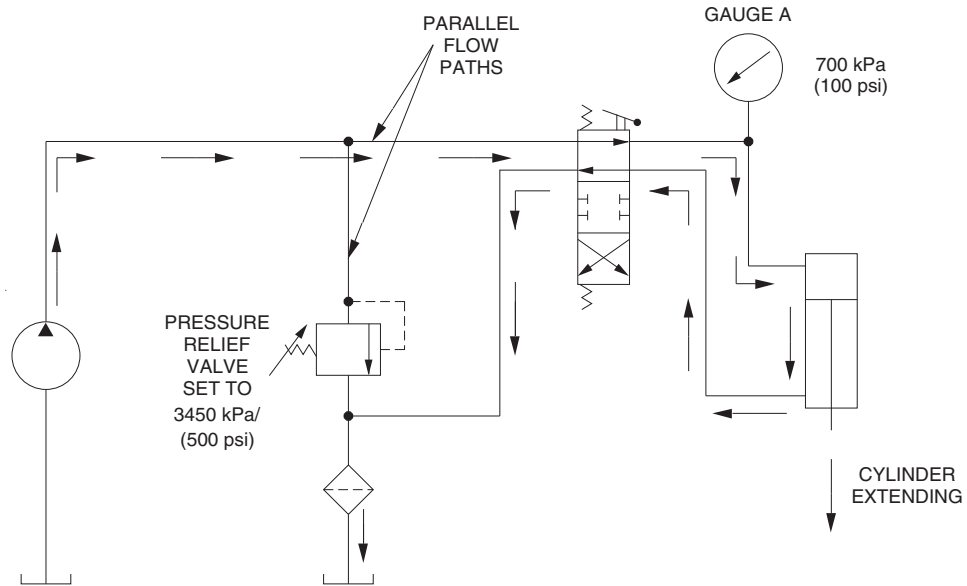 GAUGE A
PARALLEL
FLOW
PATHS
700 kPa
(100 psi)
PRESSURE
RELIEF
VALVE
SET TO
3450 kPa/
(500 psi)
CYLINDER
EXTENDING